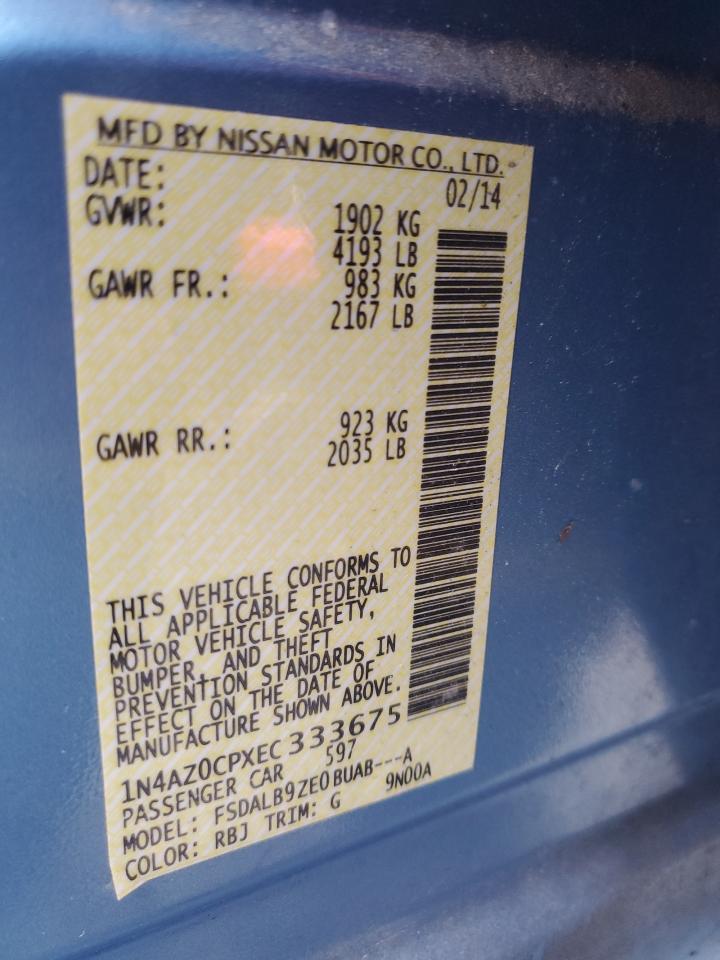 MFD BY NISSAN MOTOR CO., LTD.
DATE: 02/14
GVWR: 1902 KG
4193 LB
GAWR FR.: 983 KG
2167 LB
GAWR RR.: 923 KG
2035 LB
THIS VEHICLE CONFORMS TO
ALL APPLICABLE FEDERAL
MOTOR VEHICLE SAFETY,
BUMPER, AND THEFT
PREVENTION STANDARDS IN
EFFECT ON THE DATE OF
MANUFACTURE SHOWN ABOVE.
1N4AZ0CPXEC333675
PASSENGER CAR 597
MODEL: FSDALB9ZE0BUAB---A
COLOR: RBJ TRIM: G 9N00A